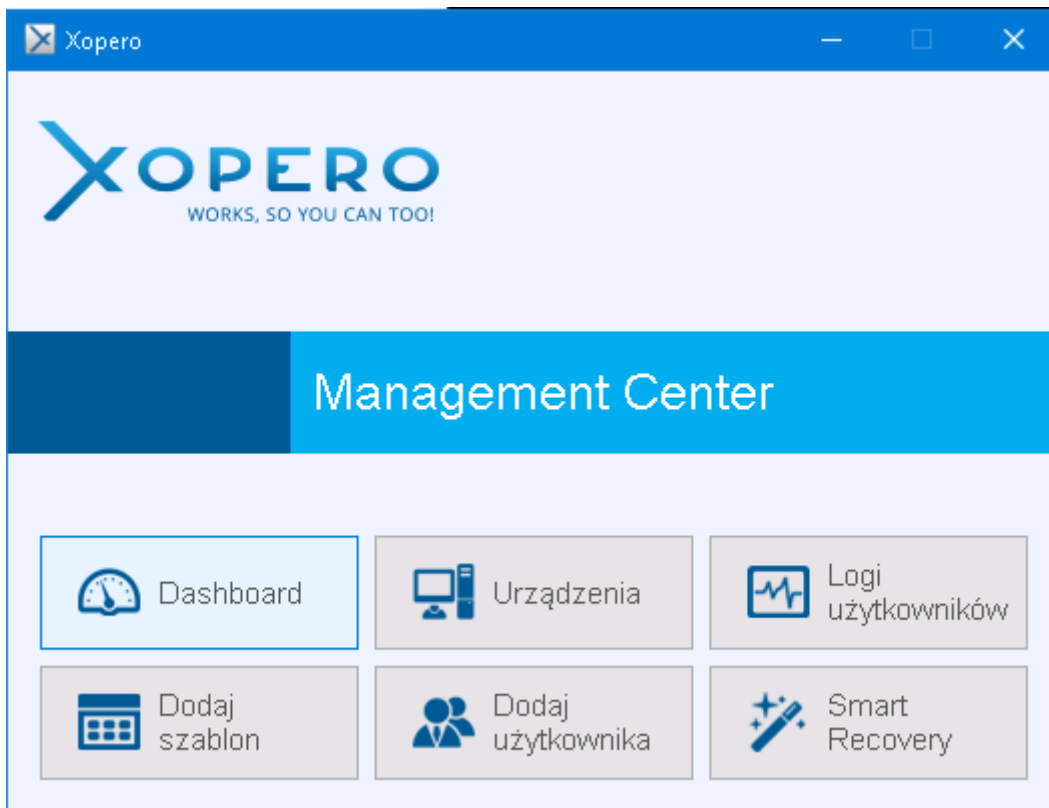 Xopero
XOPERO
WORKS, SO YOU CAN TOO!
Management Center
Dashboard
Urządzenia
Logi
użytkowników
Dodaj
szablon
Dodaj
użytkownika
Smart
Recovery